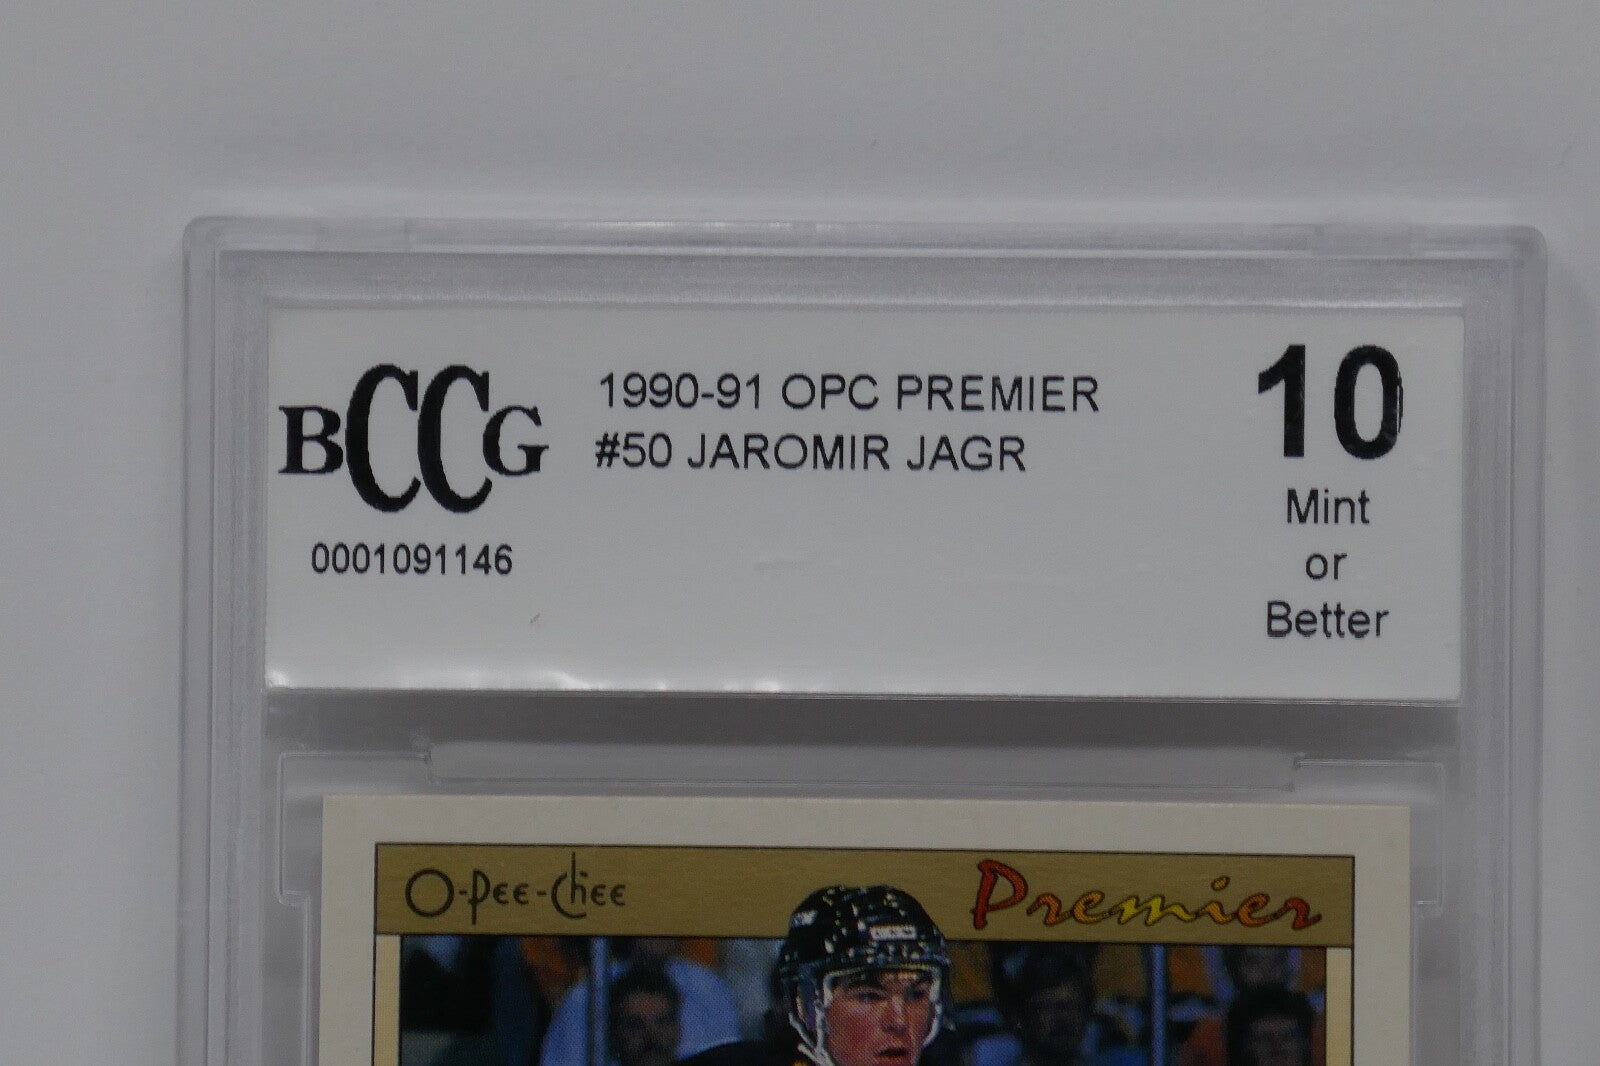 BCCG
0001091146
1990-91 OPC PREMIER
#50 JAROMIR JAGR
10
Mint
or
Better
O-Pee-Chee
Premier